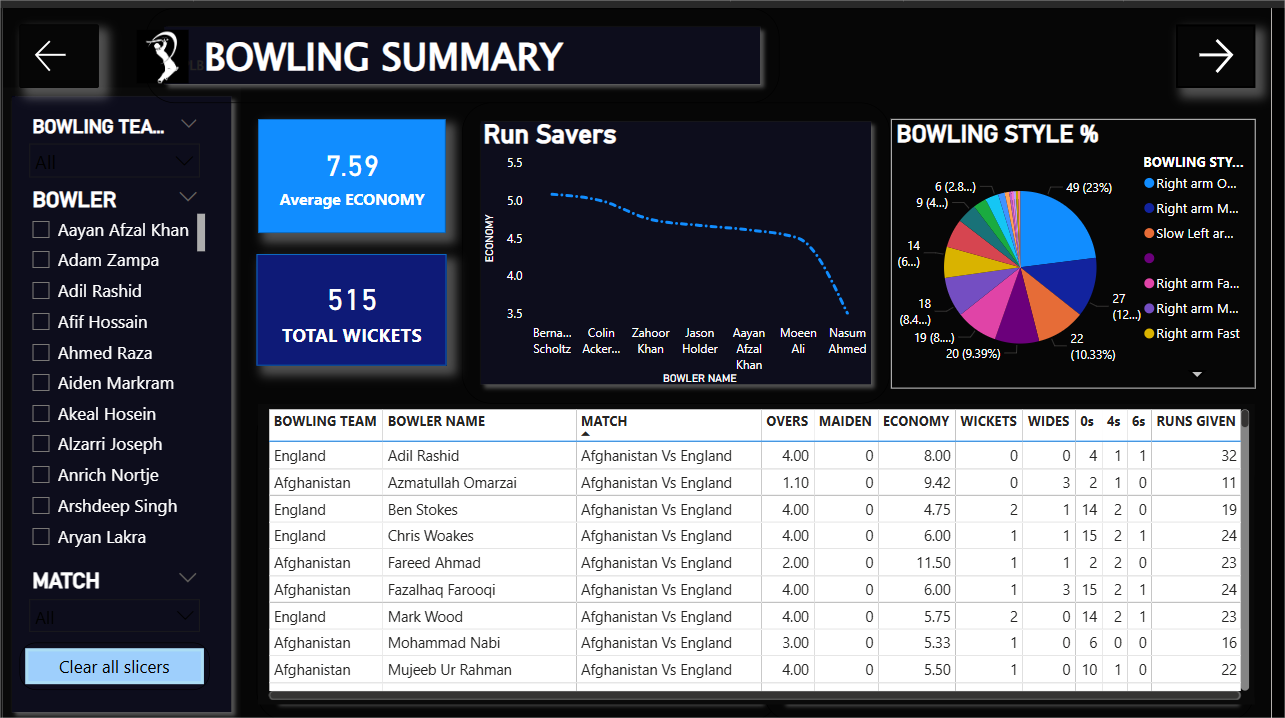 BOWLING SUMMARY
BOWLING TEA...
All
BOWLER
Aayan Afzal Khan
Adam Zampa
Adil Rashid
Afif Hossain
Ahmed Raza
Aiden Markram
Akeal Hosein
Alzarri Joseph
Anrich Nortje
Arshdeep Singh
Aryan Lakra
MATCH
All
Clear all slicers
7.59
Average ECONOMY
515
TOTAL WICKETS
Run Savers
ECONOMY
5.5
5.0
4.5
4.0
3.5
Berna... Scholtz
Colin Acker...
Zahoor Khan
Jason Holder
Aayan Afzal Khan
Moeen Ali
Nasum Ahmed
BOWLER NAME
BOWLING STYLE %
49 (23%)
27 (12...)
22 (10.33%)
20 (9.39%)
19 (8....)
18 (8.4...)
14 (6...)
9 (4...)
6 (2.8...)
BOWLING STY...
Right arm O...
Right arm M...
Slow Left ar...
Right arm Fa...
Right arm M...
Right arm Fast
BOWLING TEAM BOWLER NAME MATCH OVERS MAIDEN ECONOMY WICKETS WIDES 0s 4s 6s RUNS GIVEN
England Adil Rashid Afghanistan Vs England 4.00 0 8.00 0 0 4 1 1 32
Afghanistan Azmatullah Omarzai Afghanistan Vs England 1.10 0 9.42 0 3 2 1 0 11
England Ben Stokes Afghanistan Vs England 4.00 0 4.75 2 1 14 2 0 19
England Chris Woakes Afghanistan Vs England 4.00 0 6.00 1 1 15 2 1 24
Afghanistan Fareed Ahmad Afghanistan Vs England 2.00 0 11.50 1 1 2 2 0 23
Afghanistan Fazalhaq Farooqi Afghanistan Vs England 4.00 0 6.00 1 3 15 2 1 24
England Mark Wood Afghanistan Vs England 4.00 0 5.75 2 0 14 2 1 23
Afghanistan Mohammad Nabi Afghanistan Vs England 3.00 0 5.33 1 0 6 0 0 16
Afghanistan Mujeeb Ur Rahman Afghanistan Vs England 4.00 0 5.50 1 0 10 1 0 22